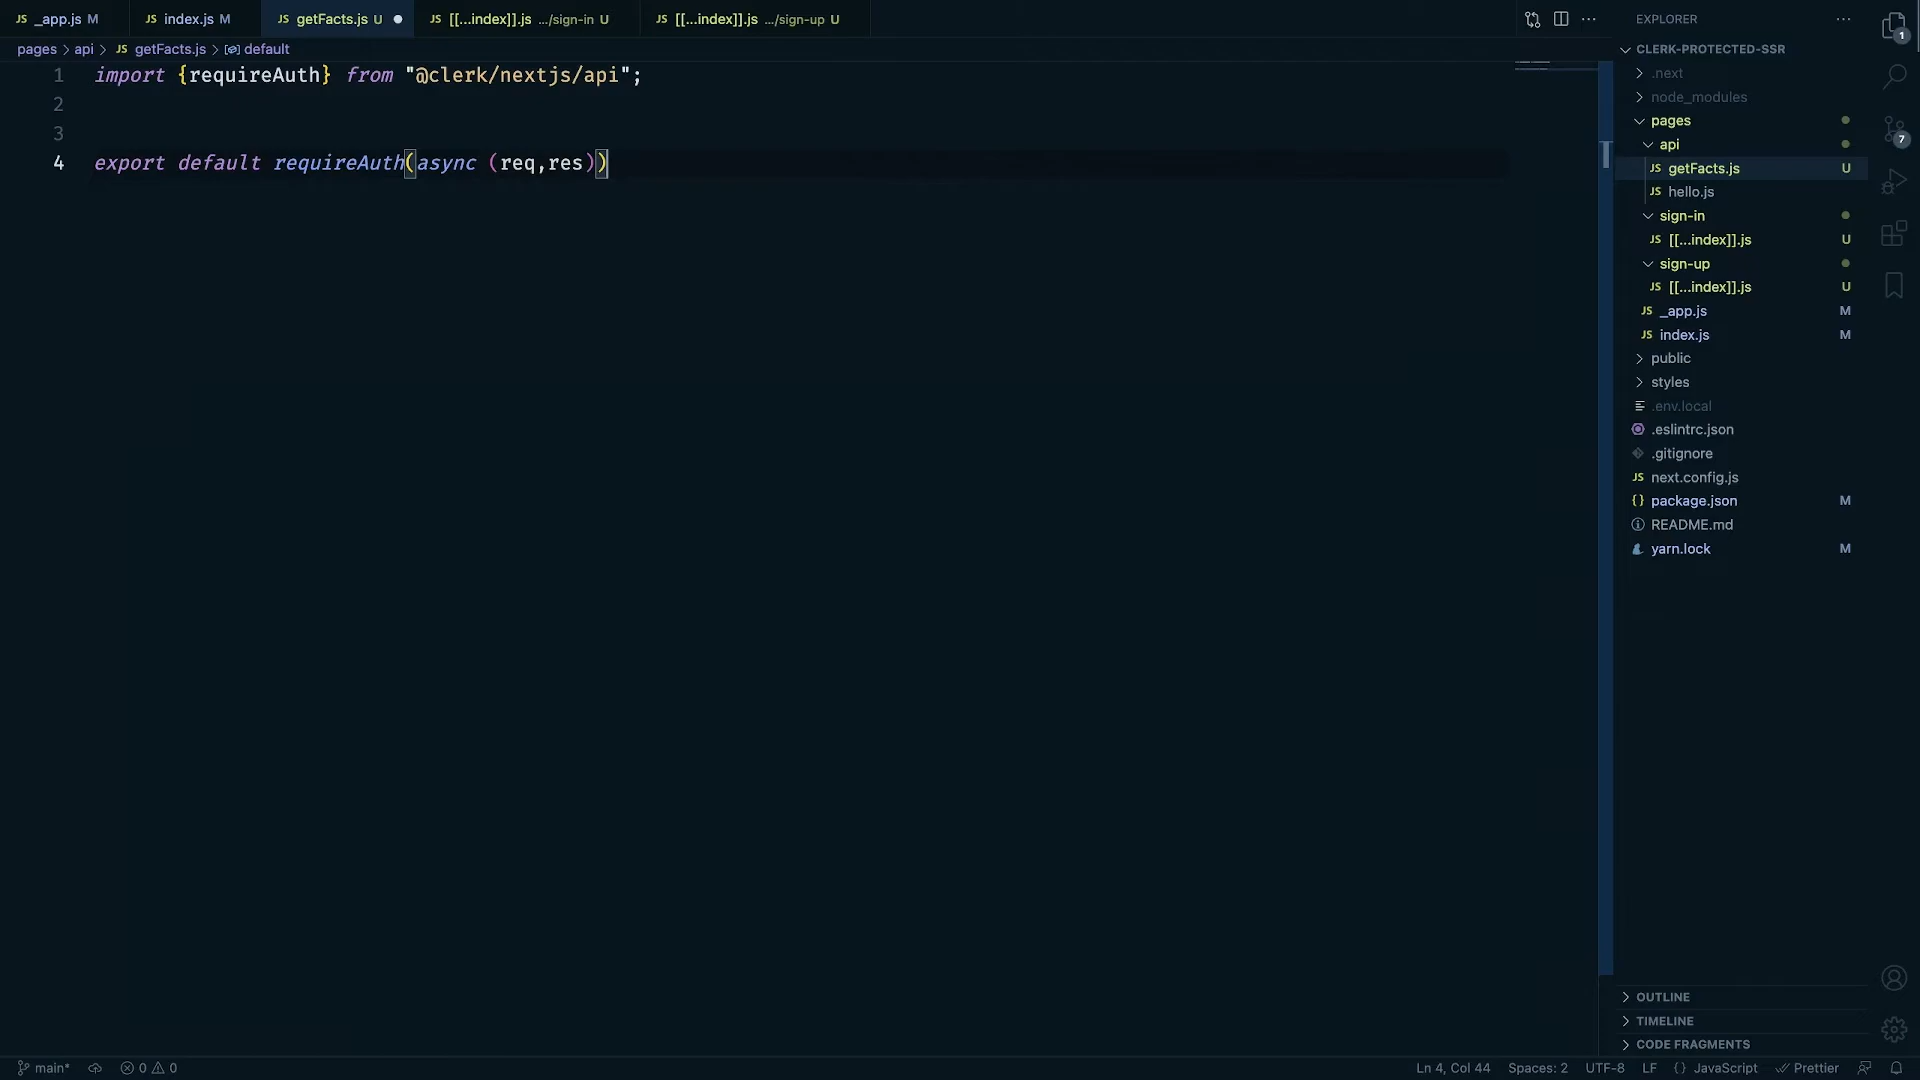 JS _app.js M JS index.js M JS getFacts.js U JS [[...index]].js .../sign-in U JS [[...index]].js .../sign-up U
pages > api > JS getFacts.js > default
1 import {requireAuth} from "@clerk/nextjs/api";
2
3
4 export default requireAuth(async (req,res))
EXPLORER
CLERK-PROTECTED-SSR
.next
node_modules
pages
api
JS getFacts.js U
JS hello.js
sign-in
JS [[...index]].js U
sign-up
JS [[...index]].js U
JS _app.js M
JS index.js M
public
styles
.env.local
.eslintrc.json
.gitignore
JS next.config.js
{} package.json M
README.md
yarn.lock M
OUTLINE
TIMELINE
CODE FRAGMENTS
1
7
main* 0 0 Ln 4, Col 44 Spaces: 2 UTF-8 LF {} JavaScript Prettier